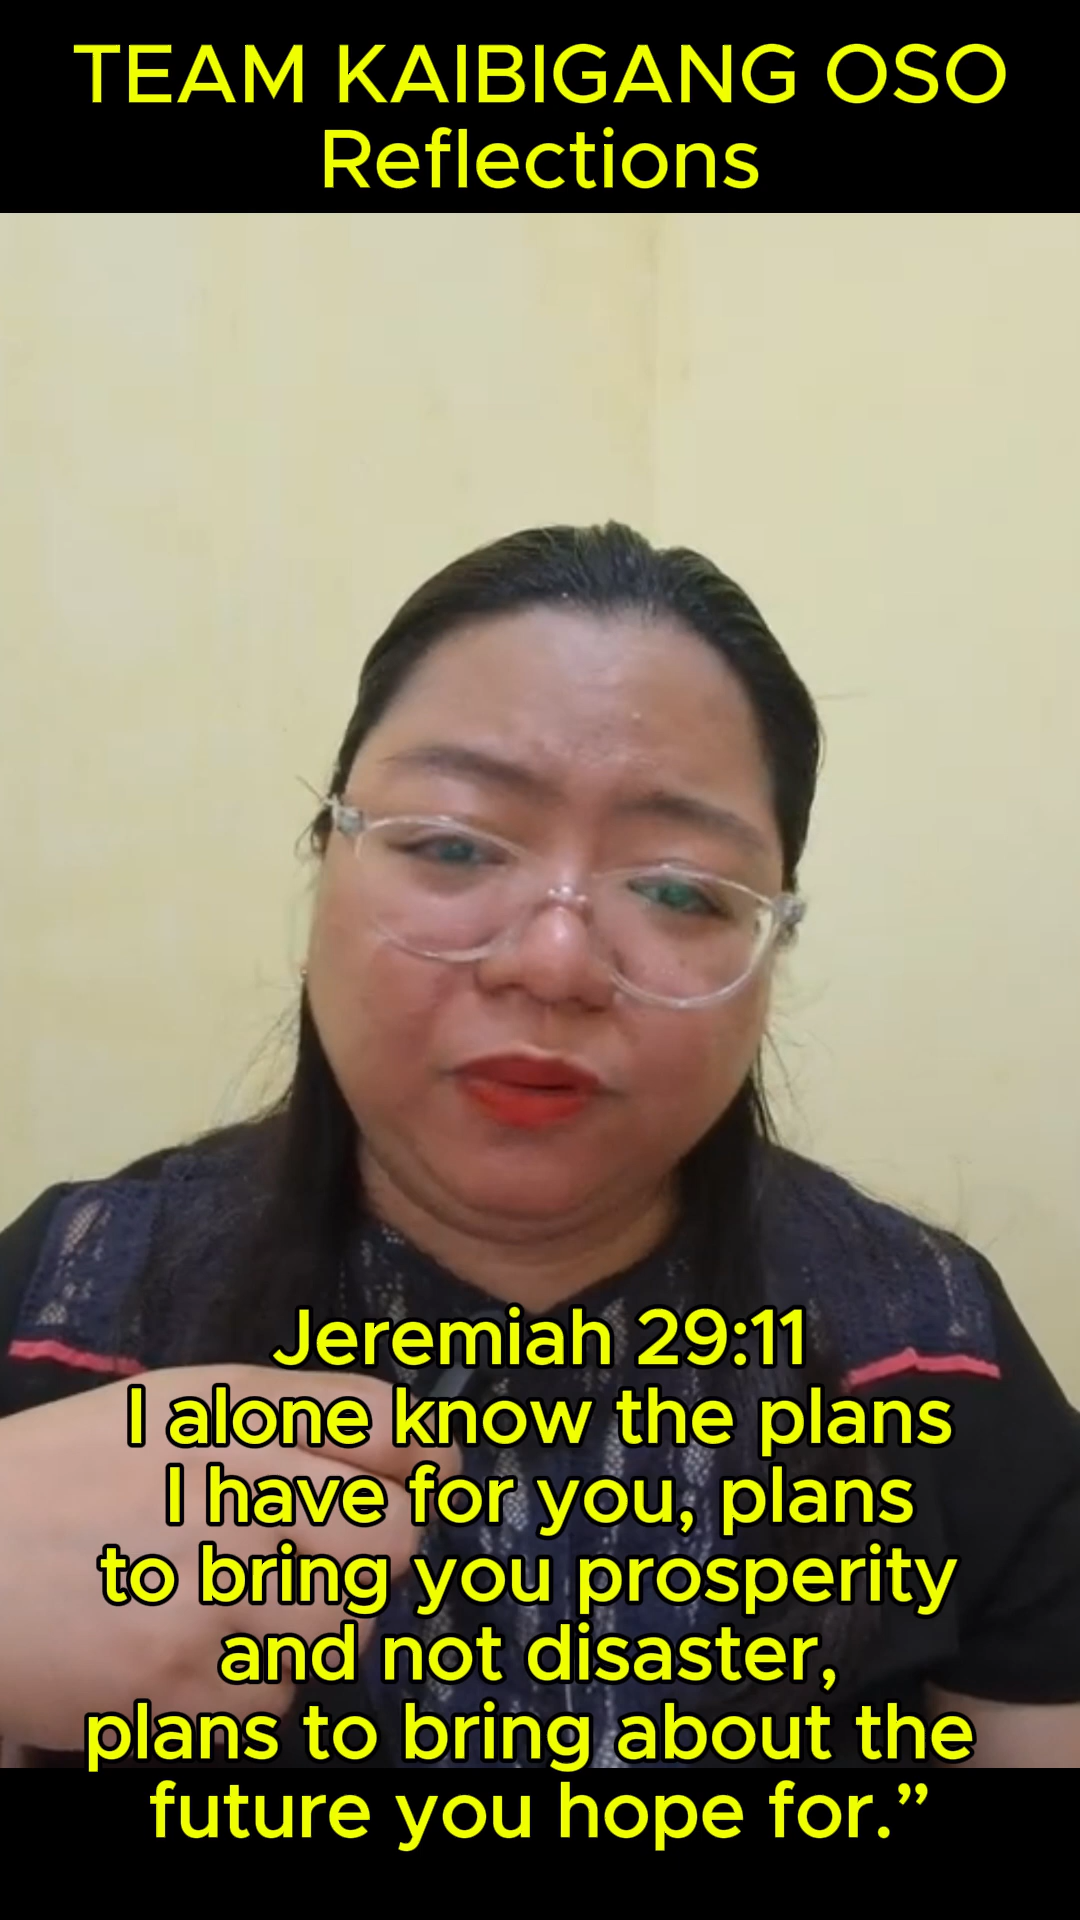 TEAM KAIBIGANG OSO
Reflections
Jeremiah 29:11
I alone know the plans
I have for you, plans
to bring you prosperity
and not disaster,
plans to bring about the
future you hope for.”